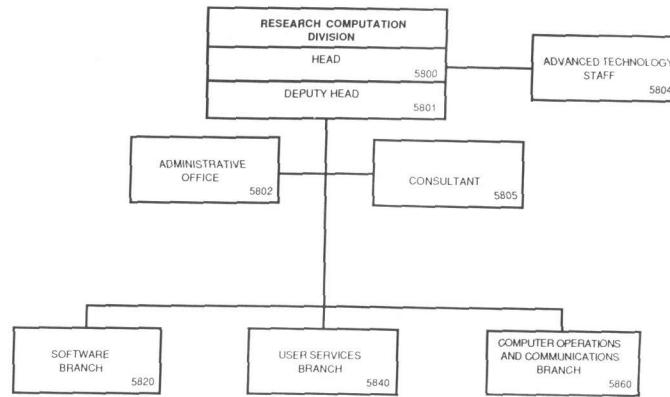 RESEARCH COMPUTATION
DIVISION
HEAD
5800
DEPUTY HEAD
5801
ADVANCED TECHNOLOGY
STAFF
5804
ADMINISTRATIVE
OFFICE
5802
CONSULTANT
5805
SOFTWARE
BRANCH
5820
USER SERVICES
BRANCH
5840
COMPUTER OPERATIONS
AND COMMUNICATIONS
BRANCH
5860